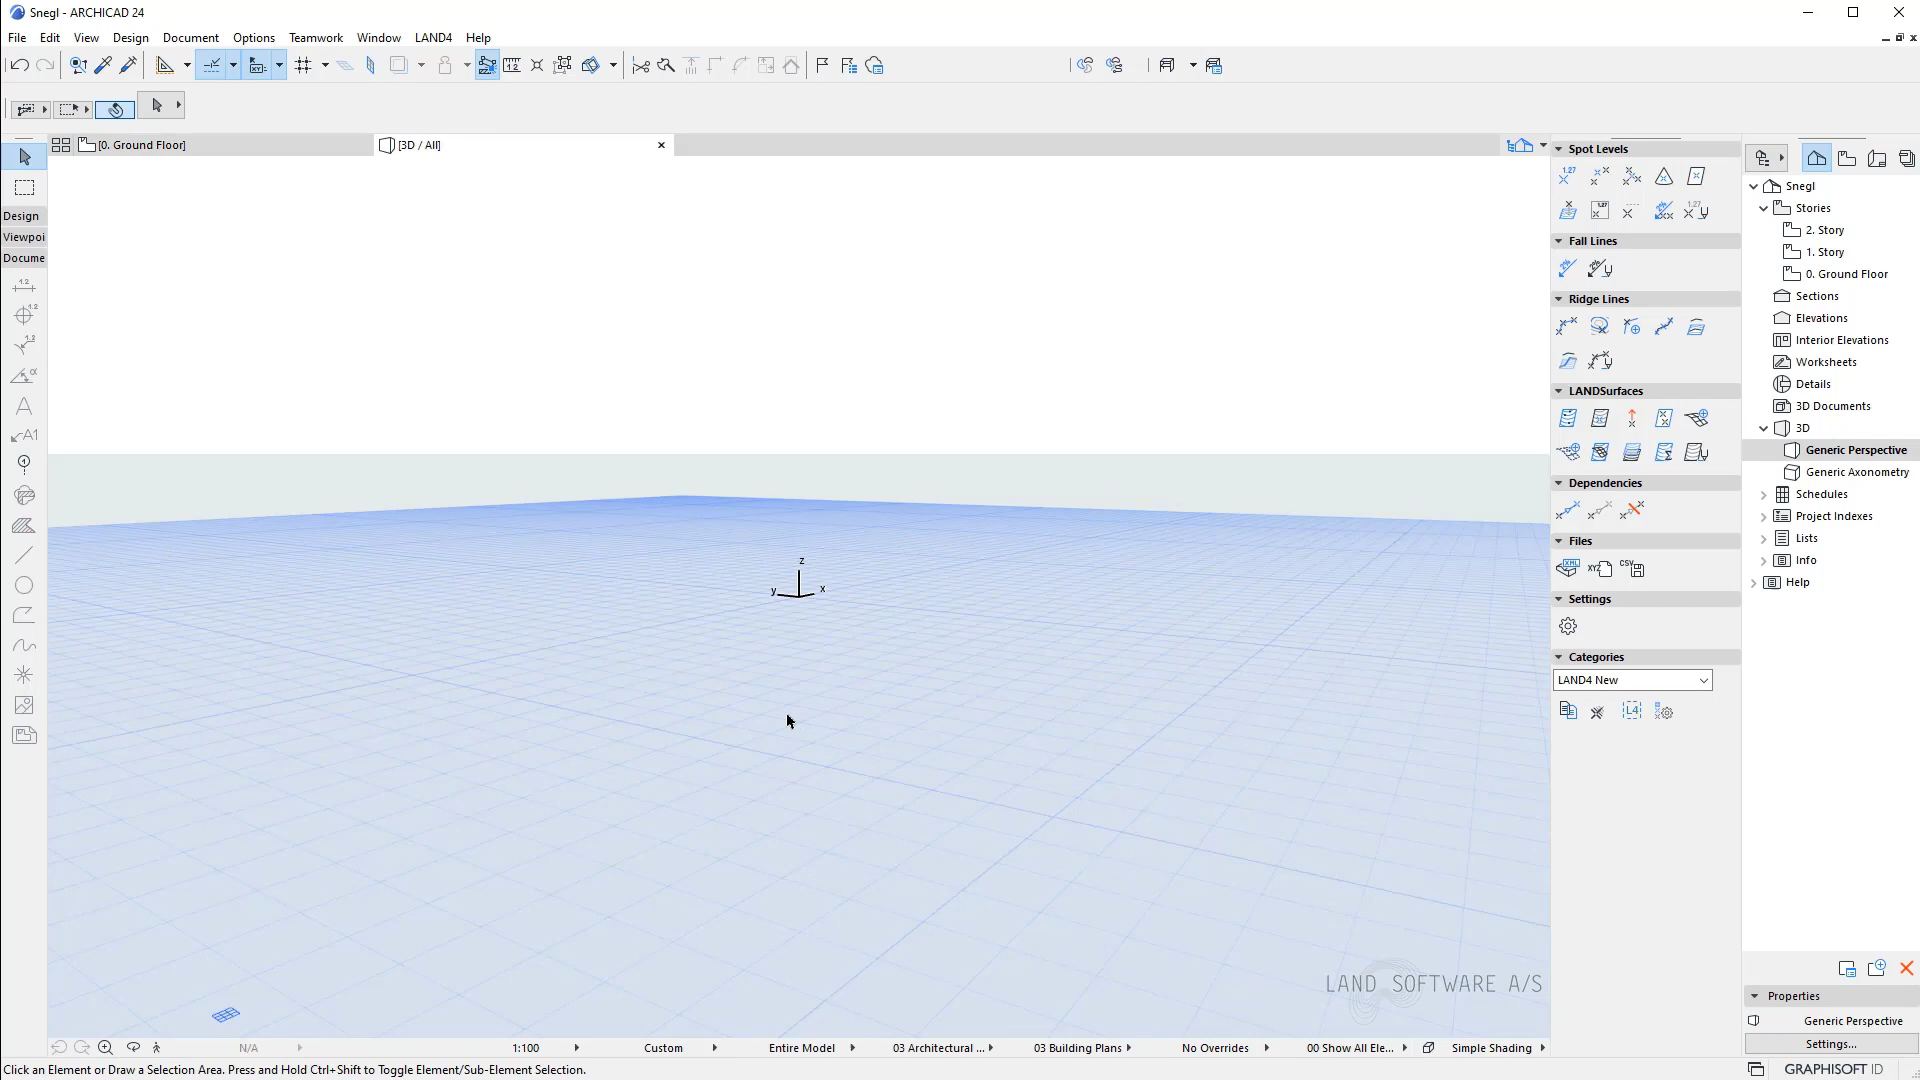 Snegl - ARCHICAD 24
File Edit View Design Document Options Teamwork Window LAND4 Help
[0. Ground Floor]
[3D / All]
Design
Viewpoi
Docume
z
y
x
LAND SOFTWARE A/S
Spot Levels
Fall Lines
Ridge Lines
LANDSurfaces
Dependencies
Files
XML
XYZ
CSV
Settings
Categories
LAND4 New
L4
Snegl
Stories
2. Story
1. Story
0. Ground Floor
Sections
Elevations
Interior Elevations
Worksheets
Details
3D Documents
3D
Generic Perspective
Generic Axonometry
Schedules
Project Indexes
Lists
Info
Help
Properties
Generic Perspective
Settings...
N/A
1:100
Custom
Entire Model
03 Architectural ...
03 Building Plans
No Overrides
00 Show All Ele...
Simple Shading
Click an Element or Draw a Selection Area. Press and Hold Ctrl+Shift to Toggle Element/Sub-Element Selection.
GRAPHISOFT ID